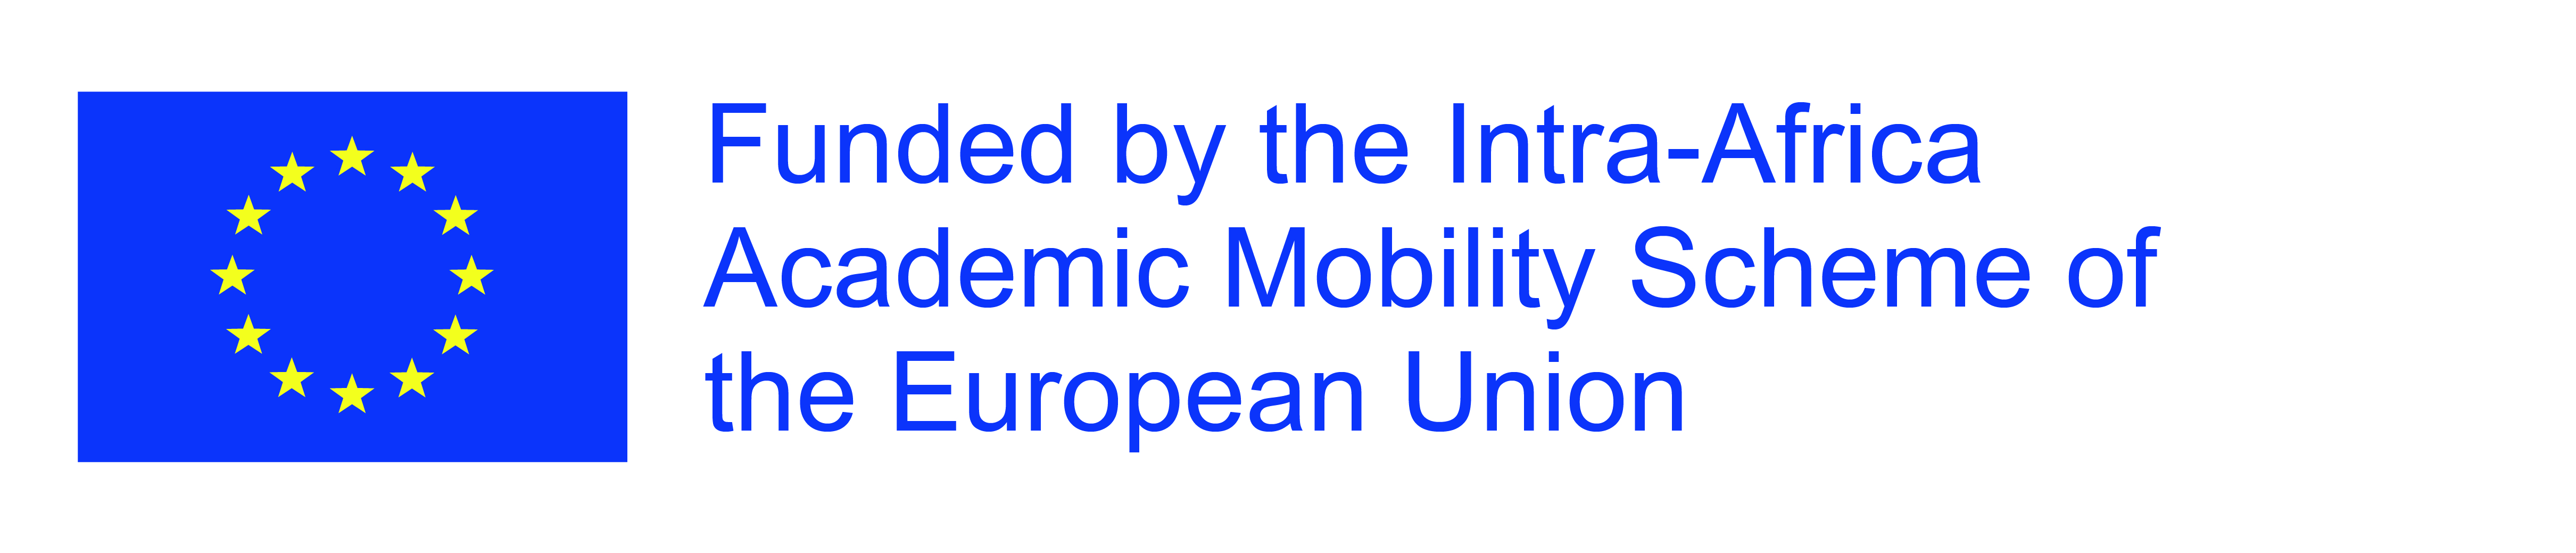 Funded by the Intra-Africa
Academic Mobility Scheme of
the European Union